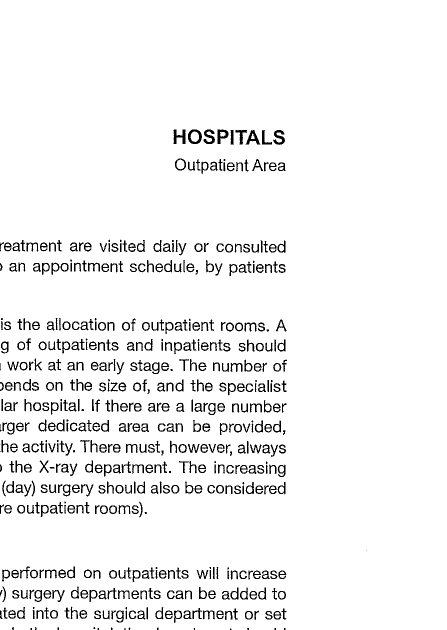 HOSPITALS
Outpatient Area
reatment are visited daily or consulted
an appointment schedule, by patients
is the allocation of outpatient rooms. A
g of outpatients and inpatients should
work at an early stage. The number of
pends on the size of, and the specialist
lar hospital. If there are a large number
arger dedicated area can be provided,
he activity. There must, however, always
the X-ray department. The increasing
(day) surgery should also be considered
re outpatient rooms).
performed on outpatients will increase
y) surgery departments can be added to
ated into the surgical department or set